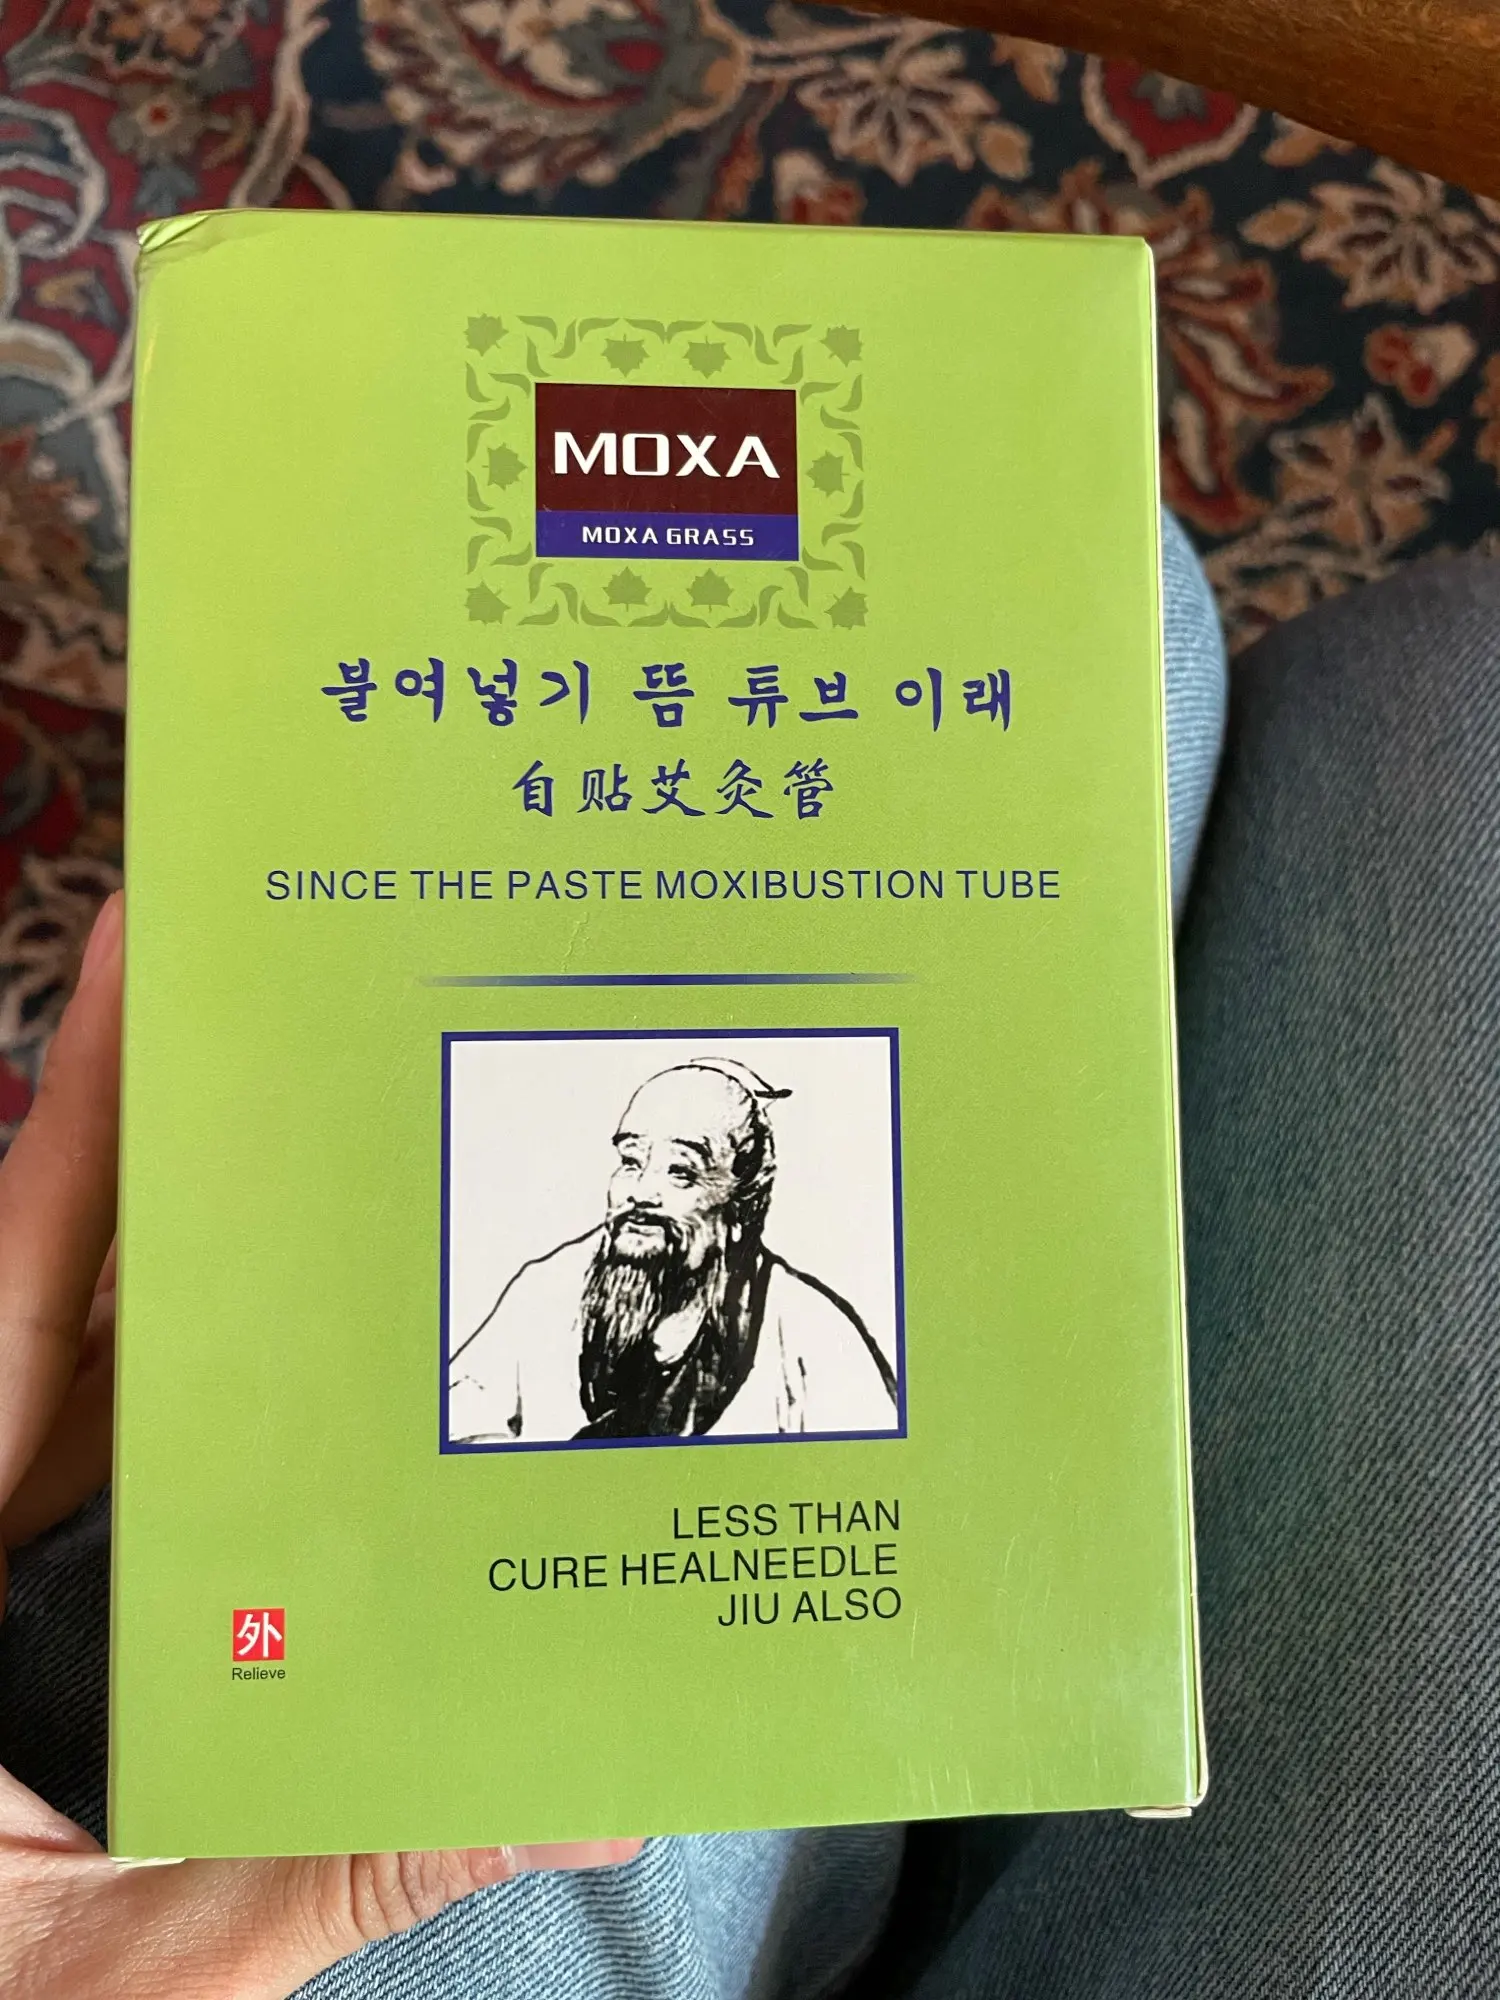 MOXA
MOXA GRASS
붙여넣기 뜸 튜브 이래
自贴艾灸管
SINCE THE PASTE MOXIBUSTION TUBE
LESS THAN
CURE HEALNEEDLE
JIU ALSO
外
Relieve